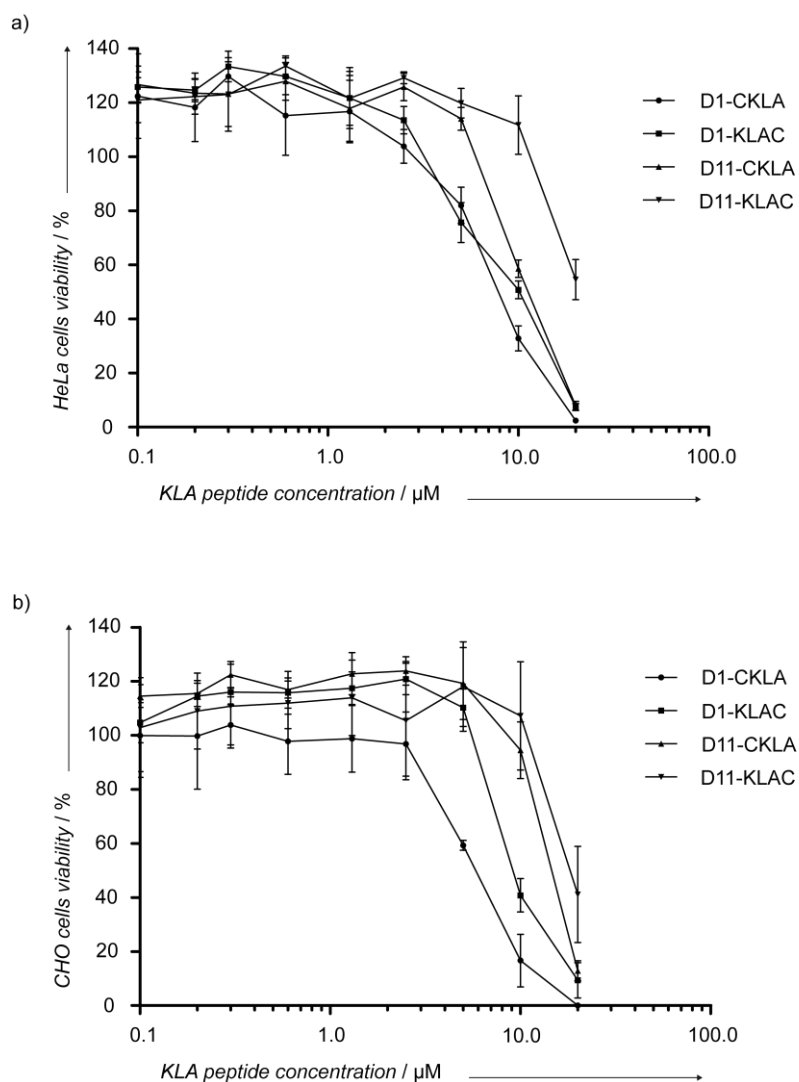 a)
140
120
100
80
60
40
20
0
HeLa cells viability / %
0.1
1.0
10.0
100.0
KLA peptide concentration / µM
D1-CKLA
D1-KLAC
D11-CKLA
D11-KLAC
b)
140
120
100
80
60
40
20
0
CHO cells viability / %
0.1
1.0
10.0
100.0
KLA peptide concentration / µM
D1-CKLA
D1-KLAC
D11-CKLA
D11-KLAC